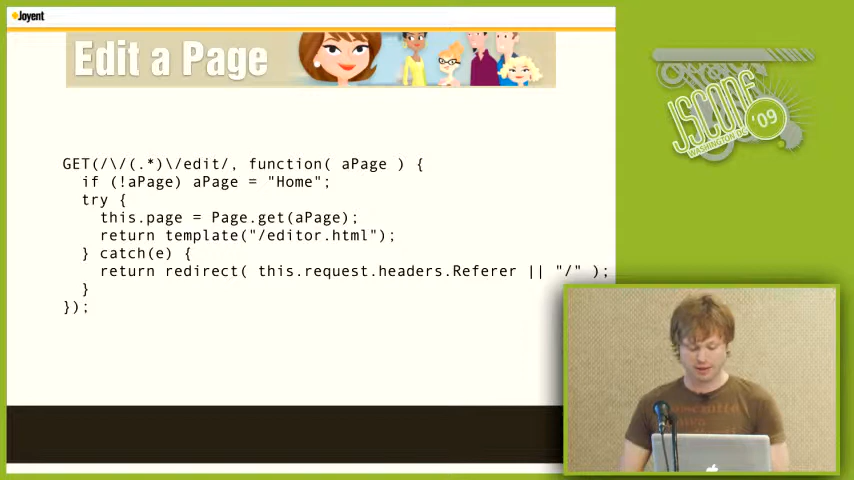 Joyent
Edit a Page
JSCONF
'09
WASHINGTON D.C.
GET(/\/(.*)\/edit/, function( aPage ) {
if (!aPage) aPage = "Home";
try {
this.page = Page.get(aPage);
return template("/editor.html");
} catch(e) {
return redirect( this.request.headers.Referer || "/" );
}
});